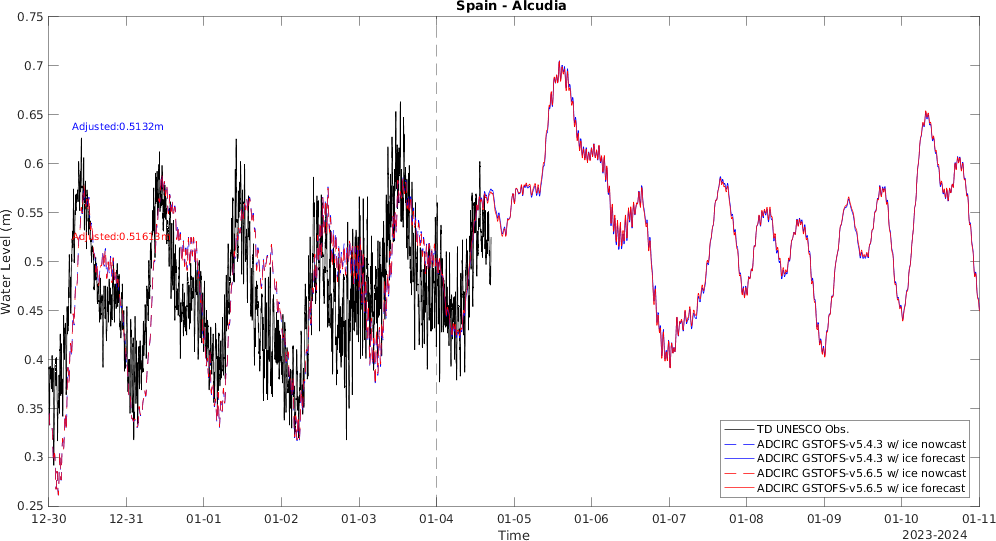 Spain - Alcudia
0.75
0.7
0.65
0.6
0.55
0.5
0.45
0.4
0.35
0.3
0.25
Water Level (m)
Adjusted:0.5132m
Adjusted:0.51613m
TD UNESCO Obs.
ADCIRC GSTOFS-v5.4.3 w/ ice nowcast
ADCIRC GSTOFS-v5.4.3 w/ ice forecast
ADCIRC GSTOFS-v5.6.5 w/ ice nowcast
ADCIRC GSTOFS-v5.6.5 w/ ice forecast
12-30 12-31 01-01 01-02 01-03 01-04 01-05 01-06 01-07 01-08 01-09 01-10 01-11
Time
2023-2024